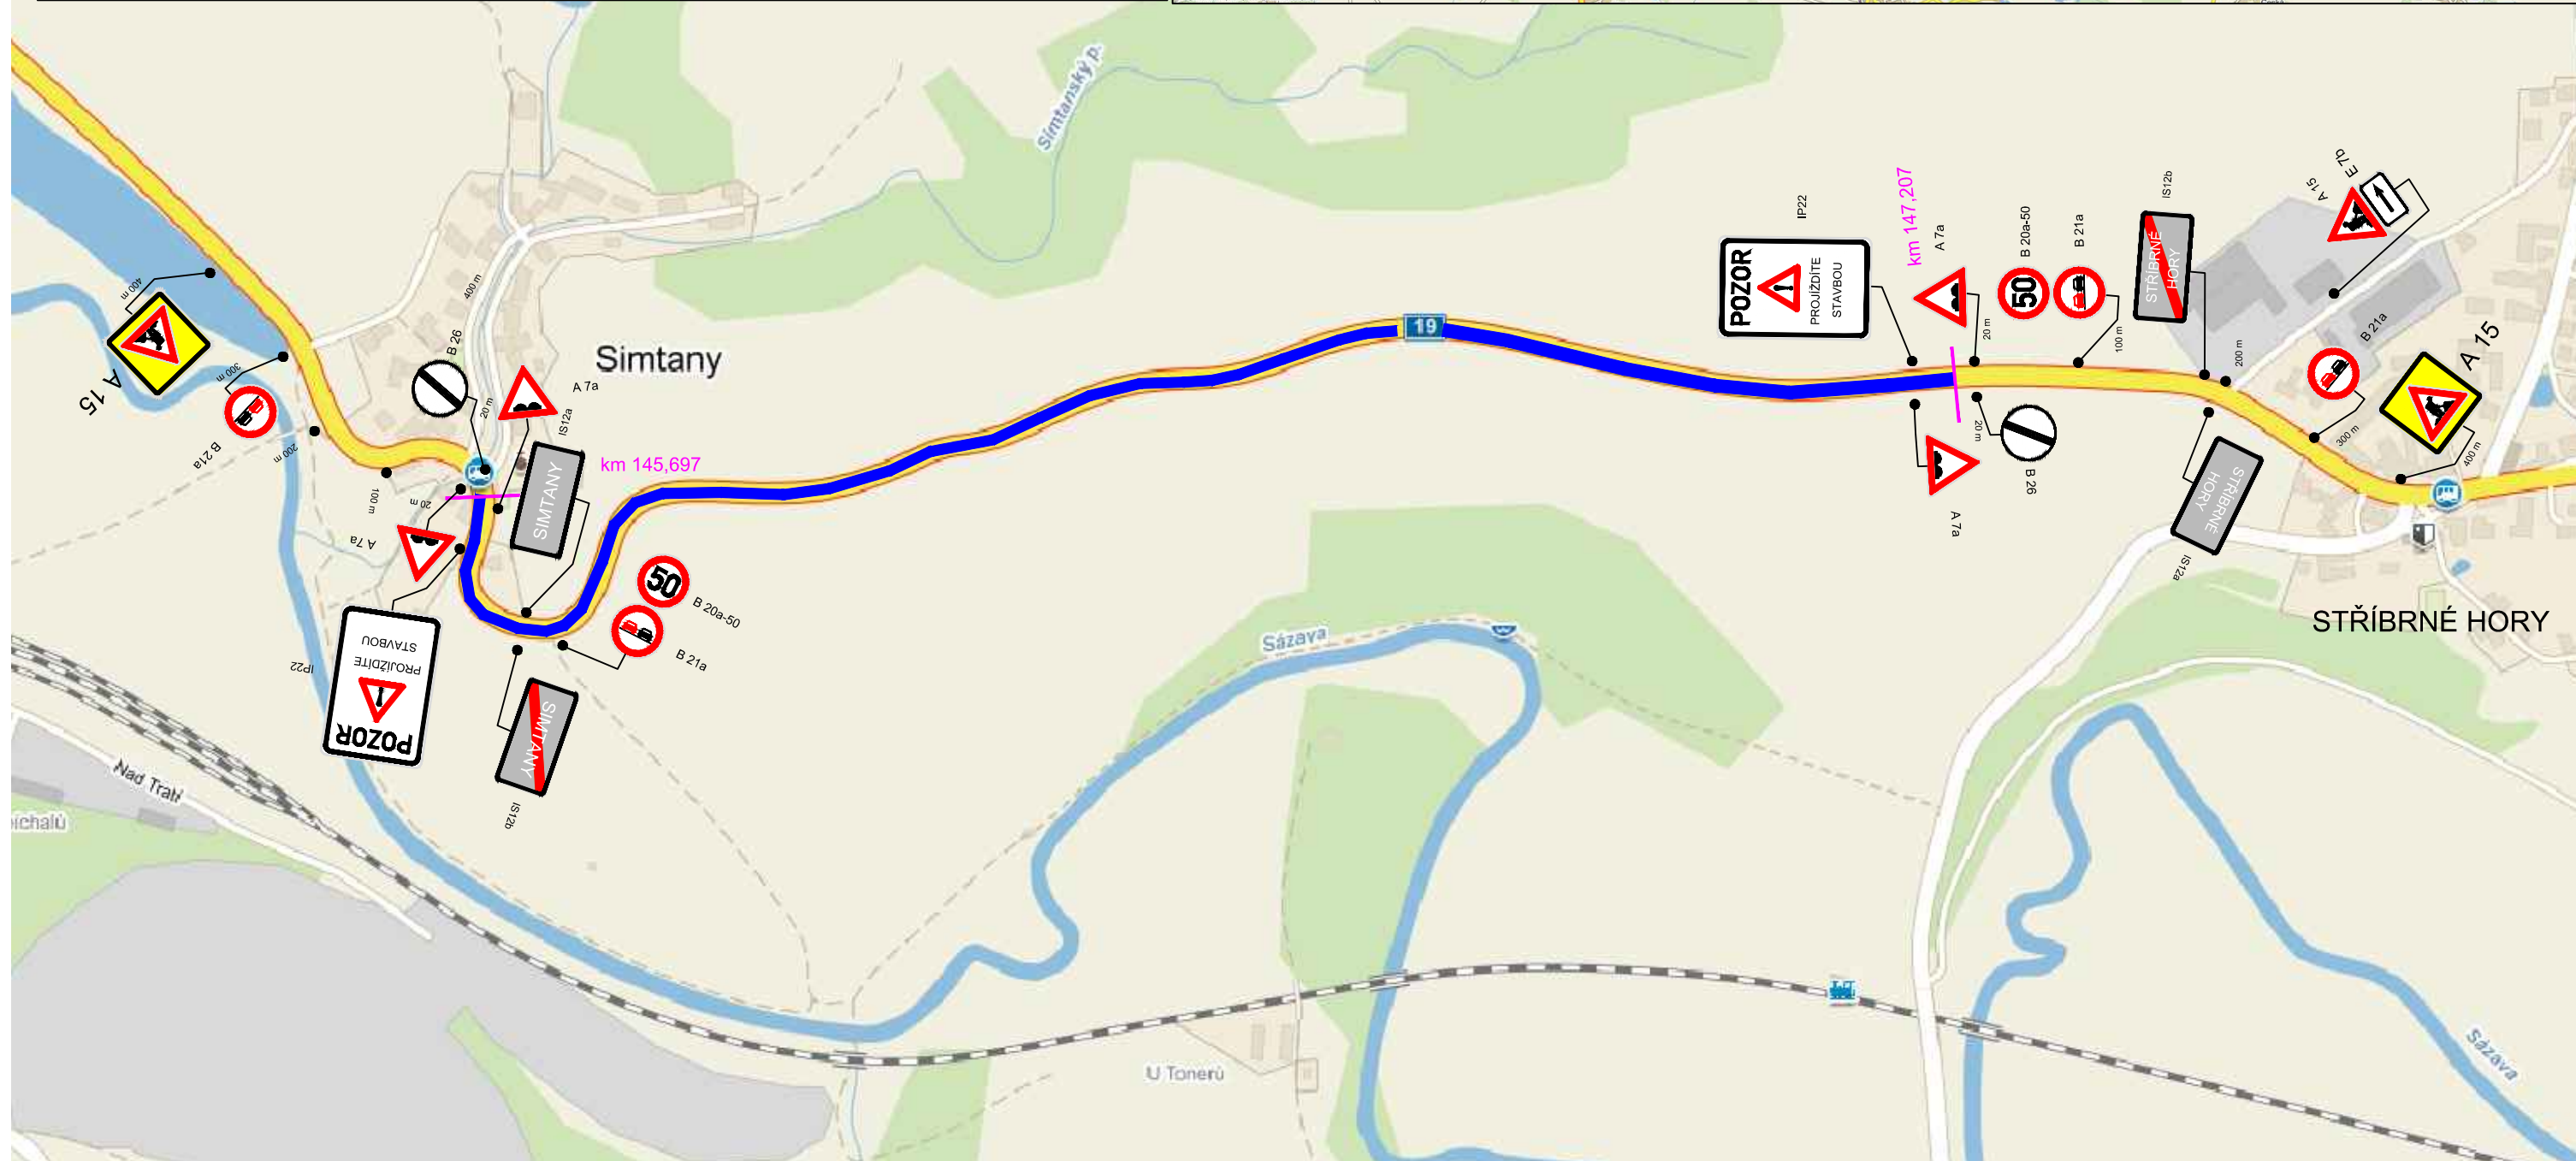 Simtanský p.
400 m
A 15
300 m
B 21a
200 m
100 m
20 m
A 7a
IP22
POZOR
PROJÍŽDÍTE
STAVBOU
400 m
B 26
20 m
A 7a
IS12a
SIMTANY
Simtany
km 145,697
50
B 20a-50
B 21a
SIMTANY
IS12b
19
IP22
POZOR
PROJÍŽDÍTE
STAVBOU
km 147,207
A 7a
20 m
B 20a-50
50
B 21a
100 m
IS12b
STŘÍBRNÉ
HORY
200 m
A 15
E 7b
B 21a
300 m
A 15
400 m
A 7a
20 m
B 26
STŘÍBRNÉ
HORY
IS12a
STŘÍBRNÉ HORY
Sázava
Nad Tratí
íchalů
U Tonerů
Sázava